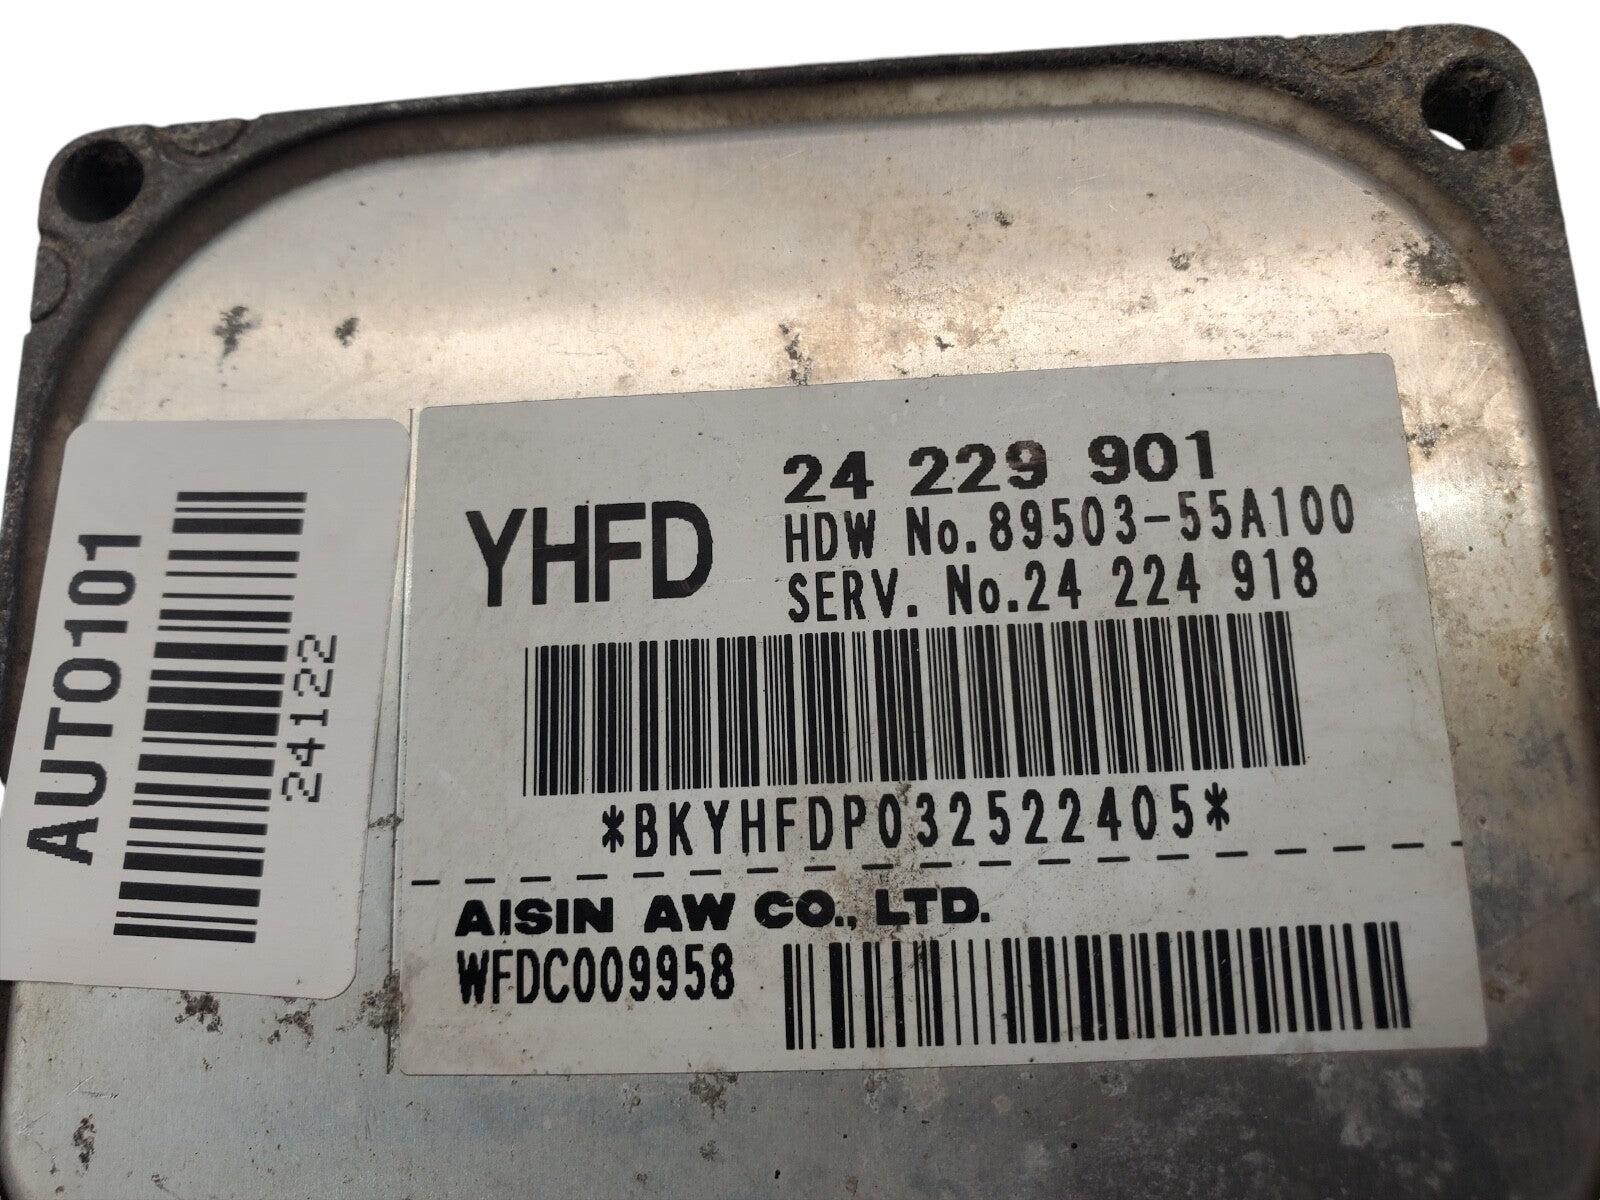 AUTO101
24122
YHFD
24 229 901
HDW No.89503-55A100
SERV. No.24 224 918
*BKYHFDP032522405*
AISIN AW CO., LTD.
WFDC009958